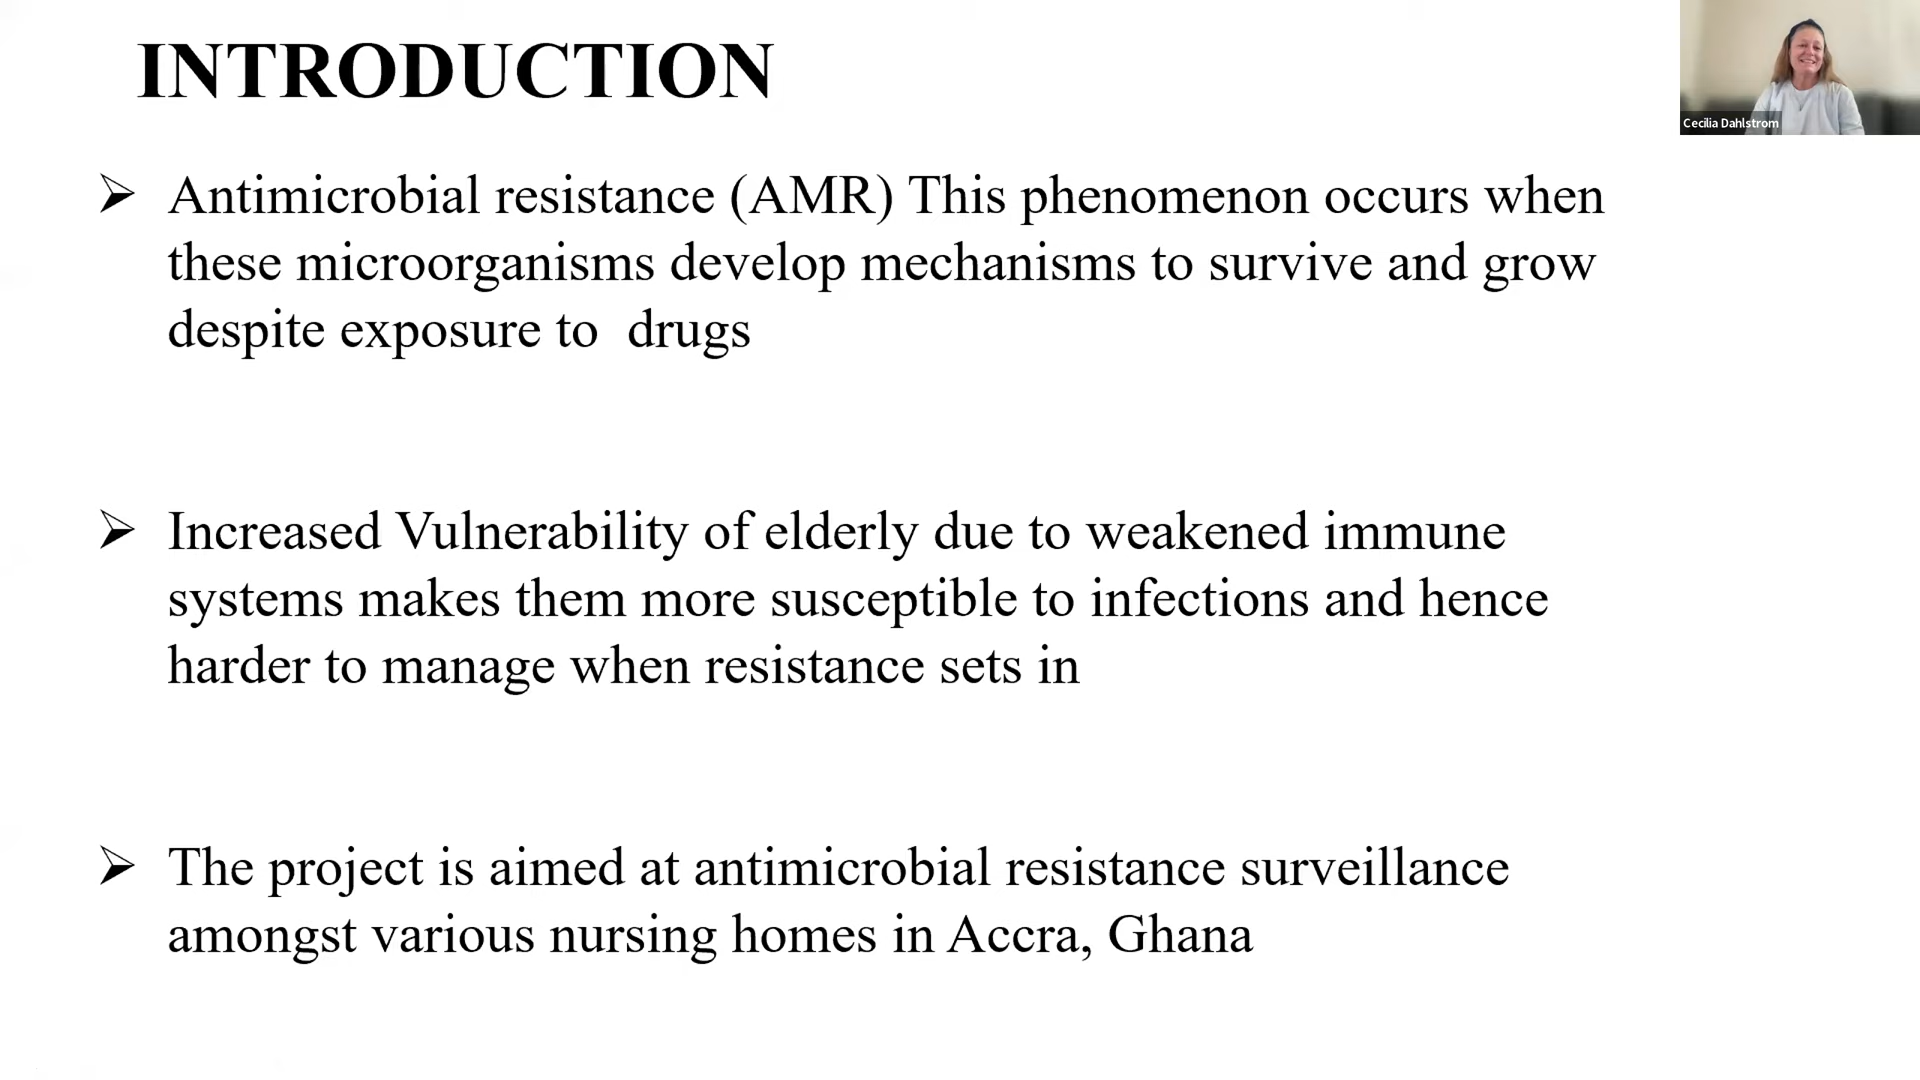 INTRODUCTION
Cecilia Dahlstrom
➢ Antimicrobial resistance (AMR) This phenomenon occurs when
these microorganisms develop mechanisms to survive and grow
despite exposure to  drugs
➢ Increased Vulnerability of elderly due to weakened immune
systems makes them more susceptible to infections and hence
harder to manage when resistance sets in
➢ The project is aimed at antimicrobial resistance surveillance
amongst various nursing homes in Accra, Ghana